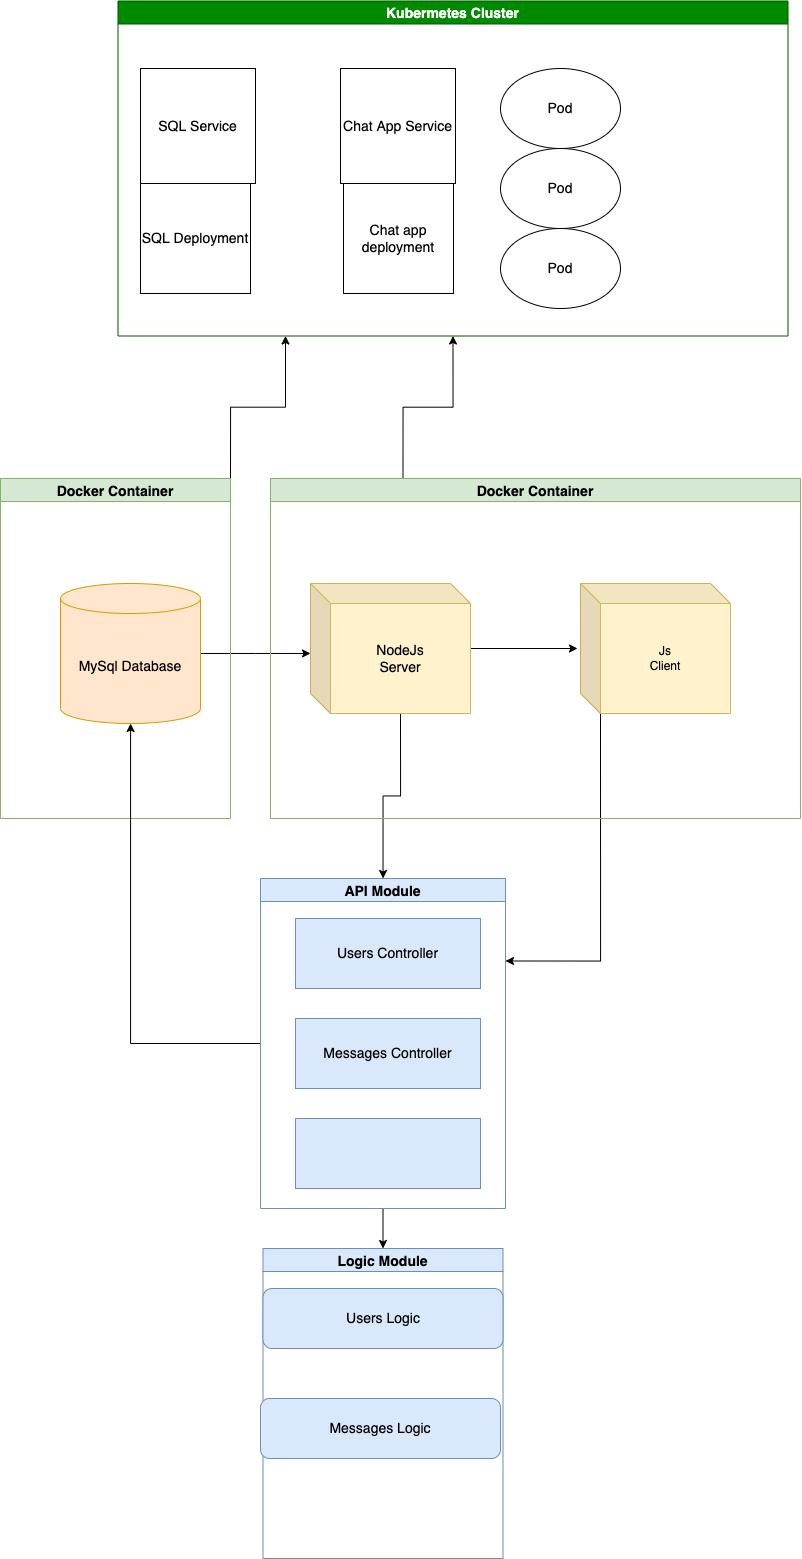 Kubernetes Cluster
SQL Service
Chat App Service
Pod
Pod
SQL Deployment
Chat app
deployment
Pod
Docker Container
Docker Container
MySql Database
NodeJs
Server
Js
Client
API Module
Users Controller
Messages Controller
Logic Module
Users Logic
Messages Logic